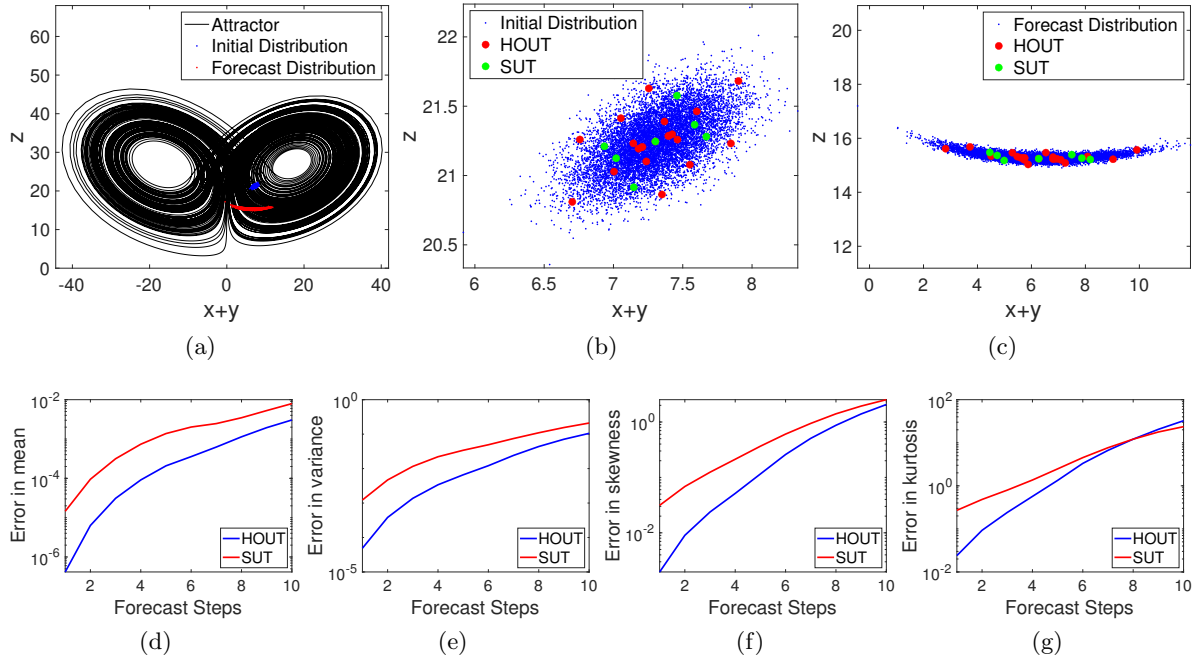 Attractor
Initial Distribution
Forecast Distribution
60
50
40
30
20
10
0
z
-40 -20 0 20 40
x+y
(a)
Initial Distribution
HOUT
SUT
22
21.5
21
20.5
z
6 6.5 7 7.5 8
x+y
(b)
Forecast Distribution
HOUT
SUT
20
18
16
14
12
z
0 2 4 6 8 10
x+y
(c)
10^-2
10^-4
10^-6
Error in mean
HOUT
SUT
2 4 6 8 10
Forecast Steps
(d)
10^0
10^-5
Error in variance
HOUT
SUT
2 4 6 8 10
Forecast Steps
(e)
10^0
10^-2
Error in skewness
HOUT
SUT
2 4 6 8 10
Forecast Steps
(f)
10^2
10^0
10^-2
Error in kurtosis
HOUT
SUT
2 4 6 8 10
Forecast Steps
(g)